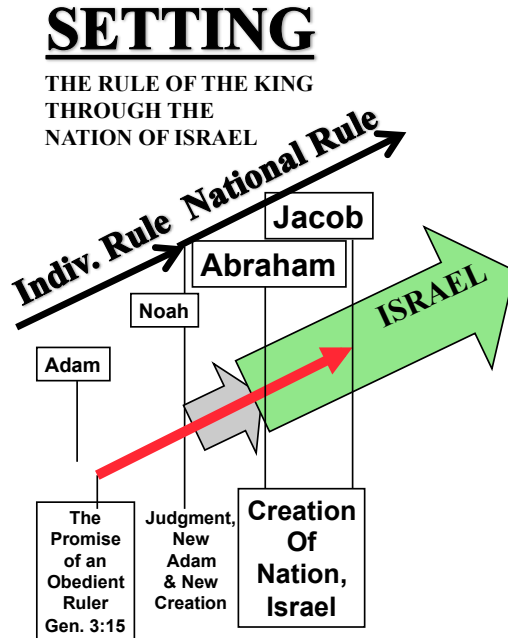 SETTING
THE RULE OF THE KING
THROUGH THE
NATION OF ISRAEL
Indiv. Rule
National Rule
Jacob
Abraham
Noah
Adam
ISRAEL
The
Promise
of an
Obedient
Ruler
Gen. 3:15
Judgment,
New
Adam
& New
Creation
Creation
Of
Nation,
Israel